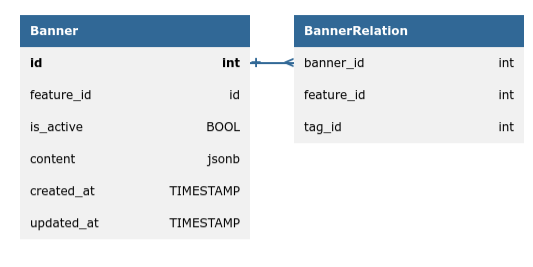 Banner
id int
feature_id id
is_active BOOL
content jsonb
created_at TIMESTAMP
updated_at TIMESTAMP
BannerRelation
banner_id int
feature_id int
tag_id int